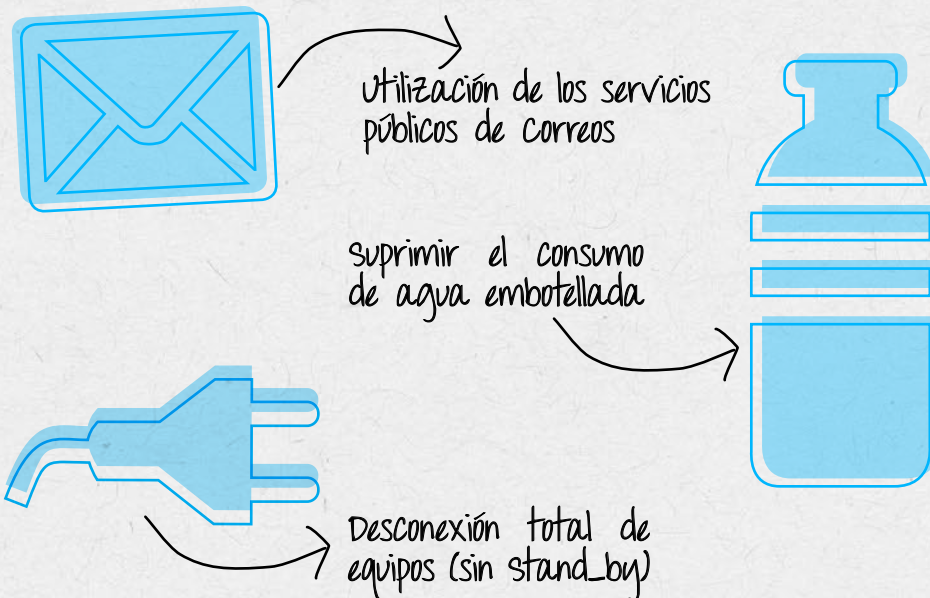 Utilización de los servicios
públicos de Correos
Suprimir el consumo
de agua embotellada
Desconexión total de
equipos (sin stand_by)